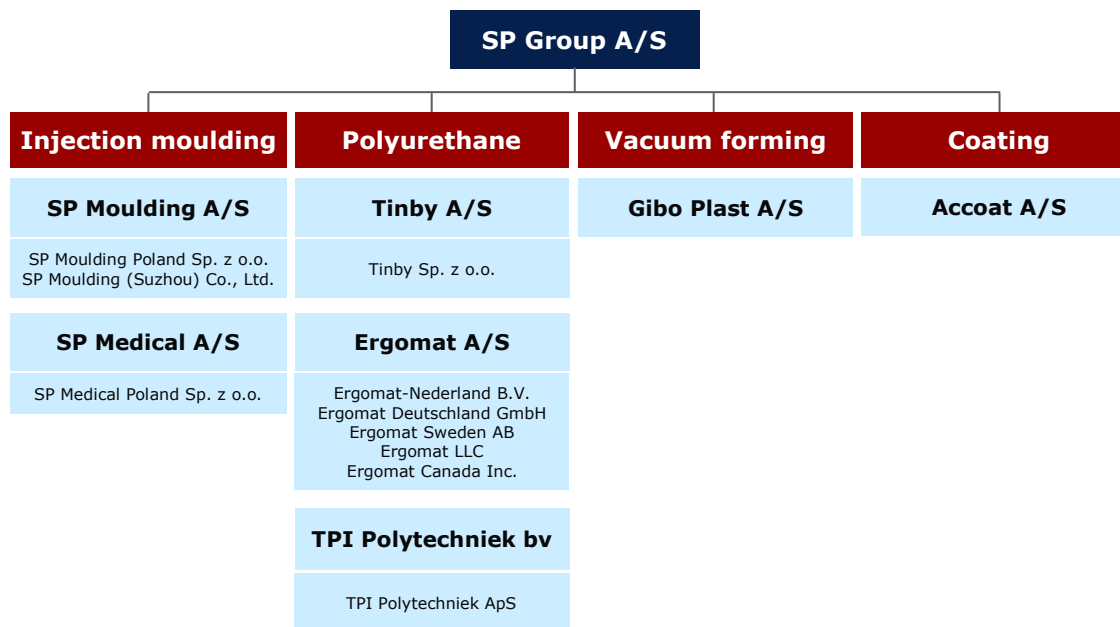 SP Group A/S
Injection moulding
SP Moulding A/S
SP Moulding Poland Sp. z o.o.
SP Moulding (Suzhou) Co., Ltd.
SP Medical A/S
SP Medical Poland Sp. z o.o.
Polyurethane
Tinby A/S
Tinby Sp. z o.o.
Ergomat A/S
Ergomat-Nederland B.V.
Ergomat Deutschland GmbH
Ergomat Sweden AB
Ergomat LLC
Ergomat Canada Inc.
TPI Polytechniek bv
TPI Polytechniek ApS
Vacuum forming
Gibo Plast A/S
Coating
Accoat A/S